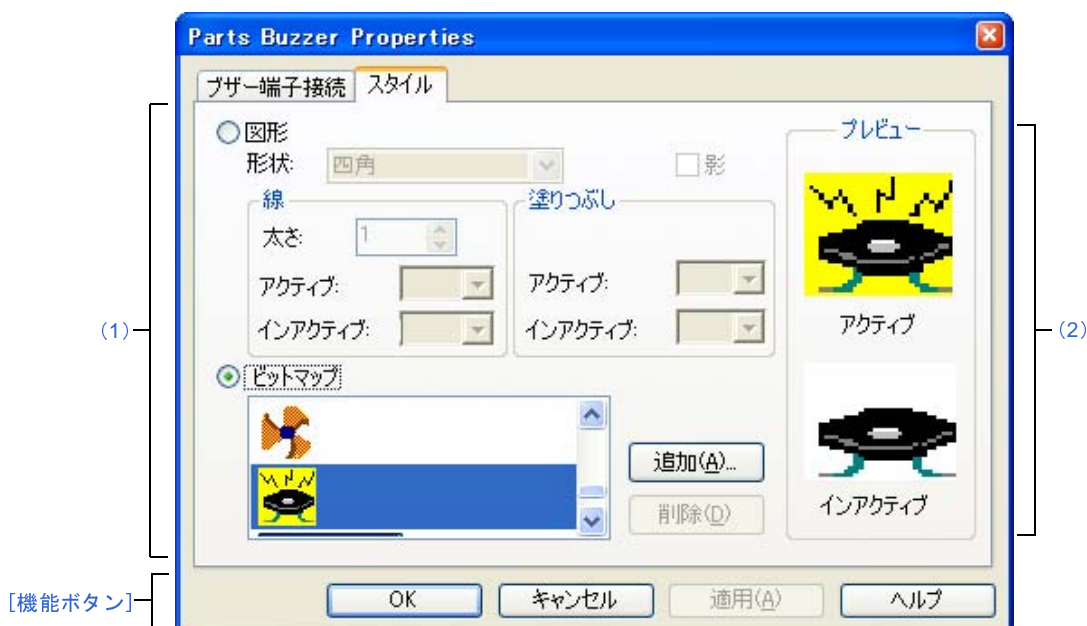 Parts Buzzer Properties
ブザー端子接続 スタイル
図形
形状: 四角 影
線
太さ: 1
アクティブ:
インアクティブ:
塗りつぶし
アクティブ:
インアクティブ:
ビットマップ
追加(A)...
削除(D)
プレビュー
アクティブ
インアクティブ
(1)
(2)
[機能ボタン]
OK キャンセル 適用(A) ヘルプ